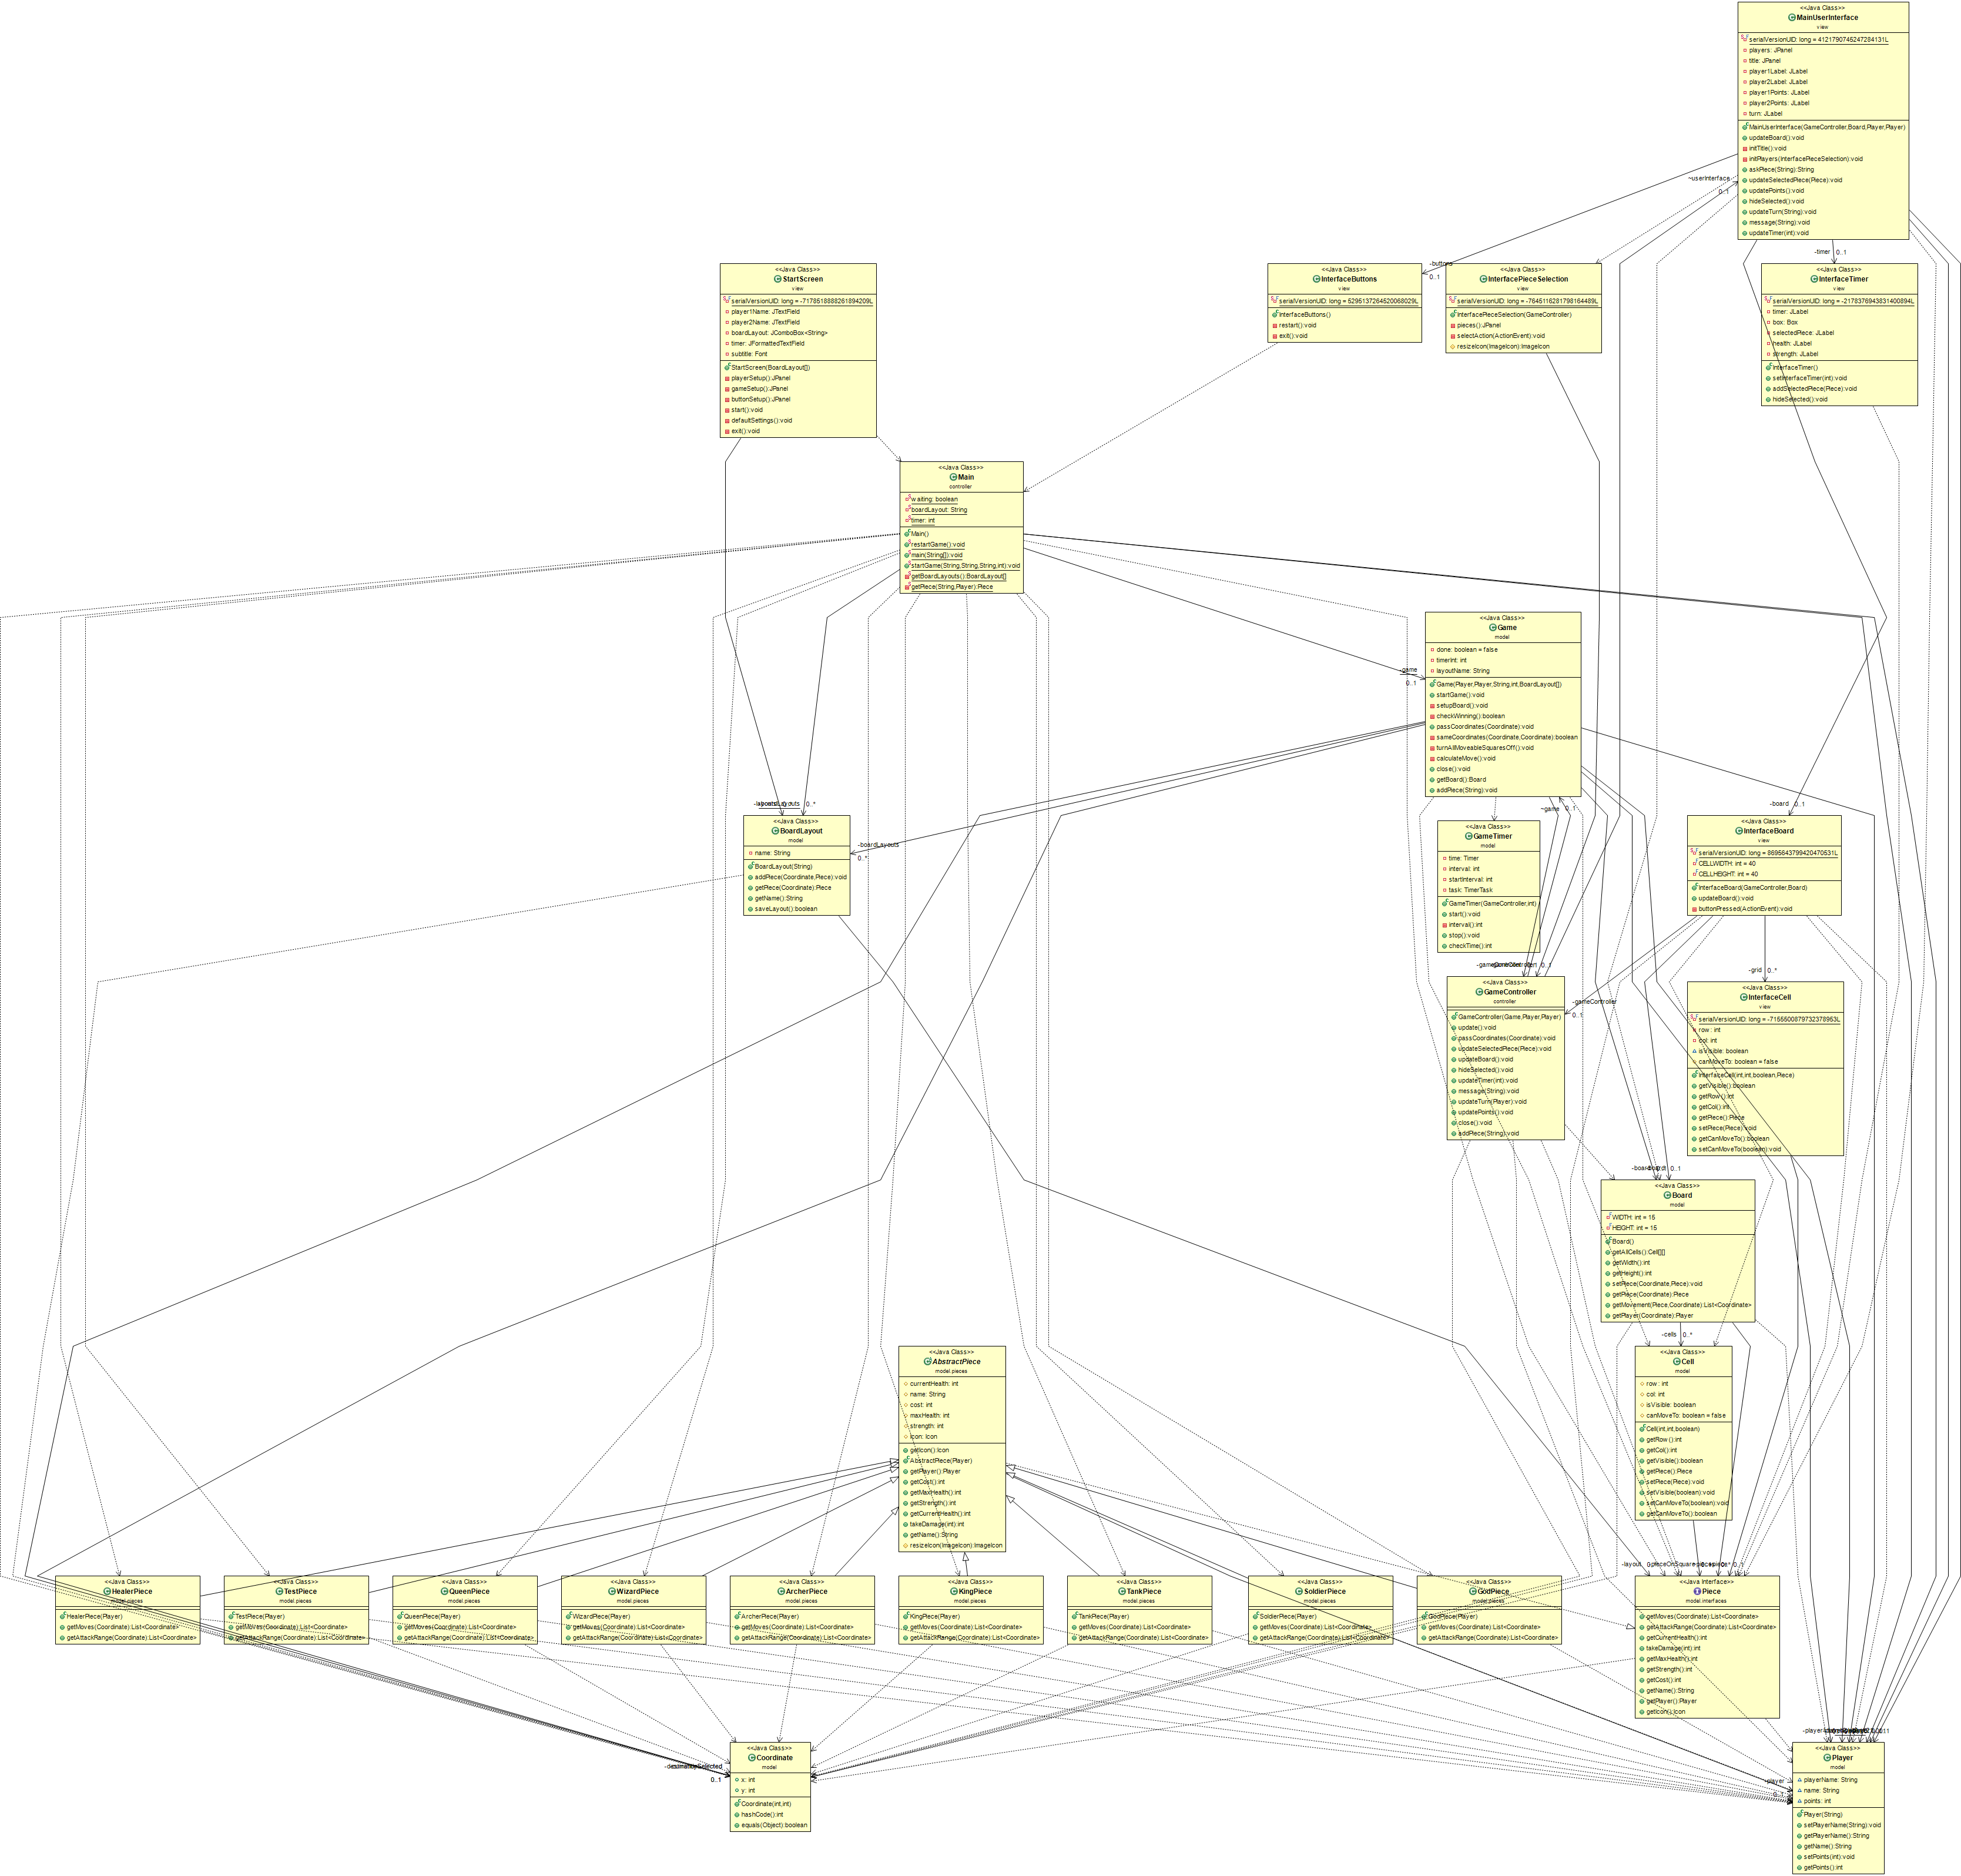 <<Java Class>>
MainUserInterface
view
serialVersionUID: long = 4121790745247284131L
players: JPanel
title: JPanel
player1Label: JLabel
player2Label: JLabel
player1Points: JLabel
player2Points: JLabel
turn: JLabel
MainUserInterface(GameController,Board,Player,Player)
updateBoard():void
initTitle():void
initPlayers(InterfacePieceSelection):void
askPiece(String):String
updateSelectedPiece(Piece):void
updatePoints():void
hideSelected():void
updateTurn(String):void
message(String):void
updateTimer(int):void
~userInterface
0..1
-timer 0..1
-buttons
0..1
<<Java Class>>
StartScreen
view
serialVersionUID: long = -7178518888261894209L
player1Name: JTextField
player2Name: JTextField
boardLayout: JComboBox<String>
timer: JFormattedTextField
subtitle: Font
StartScreen(BoardLayout[])
playerSetup():JPanel
gameSetup():JPanel
buttonSetup():JPanel
start():void
defaultSettings():void
exit():void
<<Java Class>>
InterfaceButtons
view
serialVersionUID: long = 5295137264520068029L
InterfaceButtons()
restart():void
exit():void
<<Java Class>>
InterfacePieceSelection
view
serialVersionUID: long = -7645116281798164489L
InterfacePieceSelection(GameController)
pieces():JPanel
selectAction(ActionEvent):void
resizeIcon(ImageIcon):ImageIcon
<<Java Class>>
InterfaceTimer
view
serialVersionUID: long = -2178376943831400894L
timer: JLabel
box: Box
selectedPiece: JLabel
health: JLabel
strength: JLabel
InterfaceTimer()
setInterfaceTimer(int):void
addSelectedPiece(Piece):void
hideSelected():void
<<Java Class>>
Main
controller
waiting: boolean
boardLayout: String
timer: int
Main()
restartGame():void
main(String[]):void
startGame(String,String,String,int):void
getBoardLayouts():BoardLayout[]
getPiece(String,Player):Piece
<<Java Class>>
Game
model
done: boolean = false
timerInt: int
layoutName: String
Game(Player,Player,String,int,BoardLayout[])
startGame():void
setupBoard():void
checkWinning():boolean
passCoordinates(Coordinate):void
sameCoordinates(Coordinate,Coordinate):boolean
turnAllMoveableSquaresOff():void
calculateMove():void
close():void
getBoard():Board
addPiece(String):void
-game
0..1
~game 0..1
0..*
-boardLayouts
0..*
-board 0..1
<<Java Class>>
BoardLayout
model
name: String
BoardLayout(String)
addPiece(Coordinate,Piece):void
getPiece(Coordinate):Piece
getName():String
saveLayout():boolean
<<Java Class>>
GameTimer
model
time: Timer
interval: int
startInterval: int
task: TimerTask
GameTimer(GameController,int)
start():void
interval():int
stop():void
checkTime():int
<<Java Class>>
InterfaceBoard
view
serialVersionUID: long = 8695643799420470531L
CELLWIDTH: int = 40
CELLHEIGHT: int = 40
InterfaceBoard(GameController,Board)
updateBoard():void
buttonPressed(ActionEvent):void
-grid 0..*
0..1
-gameController
0..1
<<Java Class>>
GameController
controller
GameController(Game,Player,Player)
update():void
passCoordinates(Coordinate):void
updateSelectedPiece(Piece):void
updateBoard():void
hideSelected():void
updateTimer(int):void
message(String):void
updateTurn(Player):void
updatePoints():void
close():void
addPiece(String):void
<<Java Class>>
InterfaceCell
view
serialVersionUID: long = -7155500879732378963L
row: int
col: int
isVisible: boolean
canMoveTo: boolean = false
InterfaceCell(int,int,boolean,Piece)
getVisible():boolean
getRow():int
getCol():int
getPiece():Piece
setPiece(Piece):void
getCanMoveTo():boolean
setCanMoveTo(boolean):void
0..1
<<Java Class>>
Board
model
WIDTH: int = 15
HEIGHT: int = 15
Board()
getAllCells():Cell[][]
getWidth():int
getHeight():int
setPiece(Coordinate,Piece):void
getPiece(Coordinate):Piece
getMovement(Piece,Coordinate):List<Coordinate>
getPlayer(Coordinate):Player
-cells 0..*
<<Java Class>>
Cell
model
row: int
col: int
isVisible: boolean
canMoveTo: boolean = false
Cell(int,int,boolean)
getRow():int
getCol():int
getVisible():boolean
getPiece():Piece
setPiece(Piece):void
setVisible(boolean):void
setCanMoveTo(boolean):void
getCanMoveTo():boolean
<<Java Class>>
AbstractPiece
model.pieces
currentHealth: int
name: String
cost: int
maxHealth: int
strength: int
icon: Icon
getIcon():Icon
AbstractPiece(Player)
getPlayer():Player
getCost():int
getMaxHealth():int
getStrength():int
getCurrentHealth():int
takeDamage(int):int
getName():String
resizeIcon(ImageIcon):ImageIcon
-layout
0..1
<<Java Class>>
HealerPiece
model.pieces
HealerPiece(Player)
getMoves(Coordinate):List<Coordinate>
getAttackRange(Coordinate):List<Coordinate>
<<Java Class>>
TestPiece
model.pieces
TestPiece(Player)
getMoves(Coordinate):List<Coordinate>
getAttackRange(Coordinate):List<Coordinate>
<<Java Class>>
QueenPiece
model.pieces
QueenPiece(Player)
getMoves(Coordinate):List<Coordinate>
getAttackRange(Coordinate):List<Coordinate>
<<Java Class>>
WizardPiece
model.pieces
WizardPiece(Player)
getMoves(Coordinate):List<Coordinate>
getAttackRange(Coordinate):List<Coordinate>
<<Java Class>>
ArcherPiece
model.pieces
ArcherPiece(Player)
getMoves(Coordinate):List<Coordinate>
getAttackRange(Coordinate):List<Coordinate>
<<Java Class>>
KingPiece
model.pieces
KingPiece(Player)
getMoves(Coordinate):List<Coordinate>
getAttackRange(Coordinate):List<Coordinate>
<<Java Class>>
TankPiece
model.pieces
TankPiece(Player)
getMoves(Coordinate):List<Coordinate>
getAttackRange(Coordinate):List<Coordinate>
<<Java Class>>
SoldierPiece
model.pieces
SoldierPiece(Player)
getMoves(Coordinate):List<Coordinate>
getAttackRange(Coordinate):List<Coordinate>
<<Java Class>>
GodPiece
model.pieces
GodPiece(Player)
getMoves(Coordinate):List<Coordinate>
getAttackRange(Coordinate):List<Coordinate>
<<Java Interface>>
Piece
model.interfaces
getMoves(Coordinate):List<Coordinate>
getAttackRange(Coordinate):List<Coordinate>
getCurrentHealth():int
takeDamage(int):int
getMaxHealth():int
getStrength():int
getCost():int
getName():String
getPlayer():Player
getIcon():Icon
<<Java Class>>
Coordinate
model
x: int
y: int
Coordinate(int,int)
hashCode():int
equals(Object):boolean
0..1
-player
0..1
<<Java Class>>
Player
model
playerName: String
name: String
points: int
Player(String)
setPlayerName(String):void
getPlayerName():String
getName():String
setPoints(int):void
getPoints():int